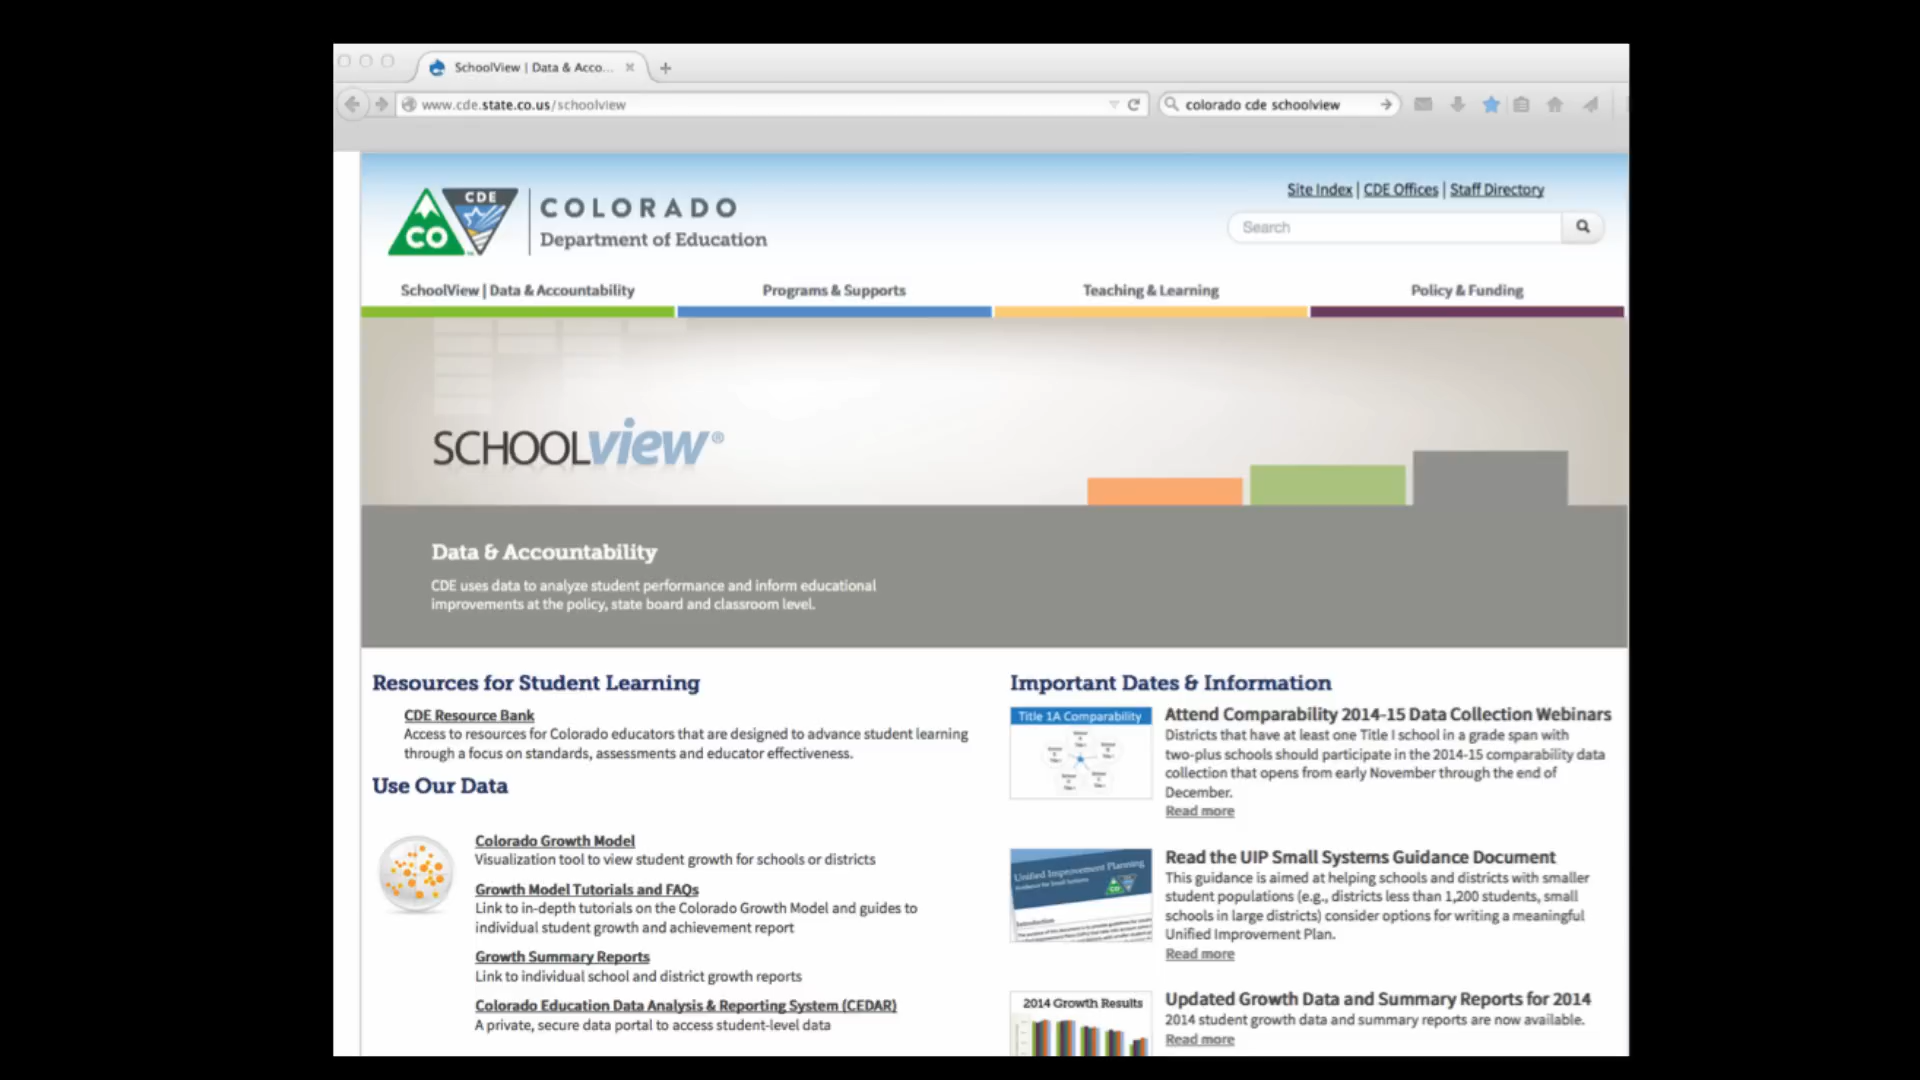 SchoolView | Data & Acco...
www.cde.state.co.us/schoolview
colorado cde schoolview
CDE
CO
COLORADO
Department of Education
Site Index | CDE Offices | Staff Directory
Search
SchoolView | Data & Accountability
Programs & Supports
Teaching & Learning
Policy & Funding
SCHOOLview®
Data & Accountability
CDE uses data to analyze student performance and inform educational
improvements at the policy, state board and classroom level.
Resources for Student Learning
CDE Resource Bank
Access to resources for Colorado educators that are designed to advance student learning
through a focus on standards, assessments and educator effectiveness.
Use Our Data
Colorado Growth Model
Visualization tool to view student growth for schools or districts
Growth Model Tutorials and FAQs
Link to in-depth tutorials on the Colorado Growth Model and guides to
individual student growth and achievement report
Growth Summary Reports
Link to individual school and district growth reports
Colorado Education Data Analysis & Reporting System (CEDAR)
A private, secure data portal to access student-level data
Important Dates & Information
Title 1A Comparability
Attend Comparability 2014-15 Data Collection Webinars
Districts that have at least one Title I school in a grade span with
two-plus schools should participate in the 2014-15 comparability data
collection that opens from early November through the end of
December.
Read more
Unified Improvement Planning
Introduction
Read the UIP Small Systems Guidance Document
This guidance is aimed at helping schools and districts with smaller
student populations (e.g., districts less than 1,200 students, small
schools in large districts) consider options for writing a meaningful
Unified Improvement Plan.
Read more
2014 Growth Results
Updated Growth Data and Summary Reports for 2014
2014 student growth data and summary reports are now available.
Read more